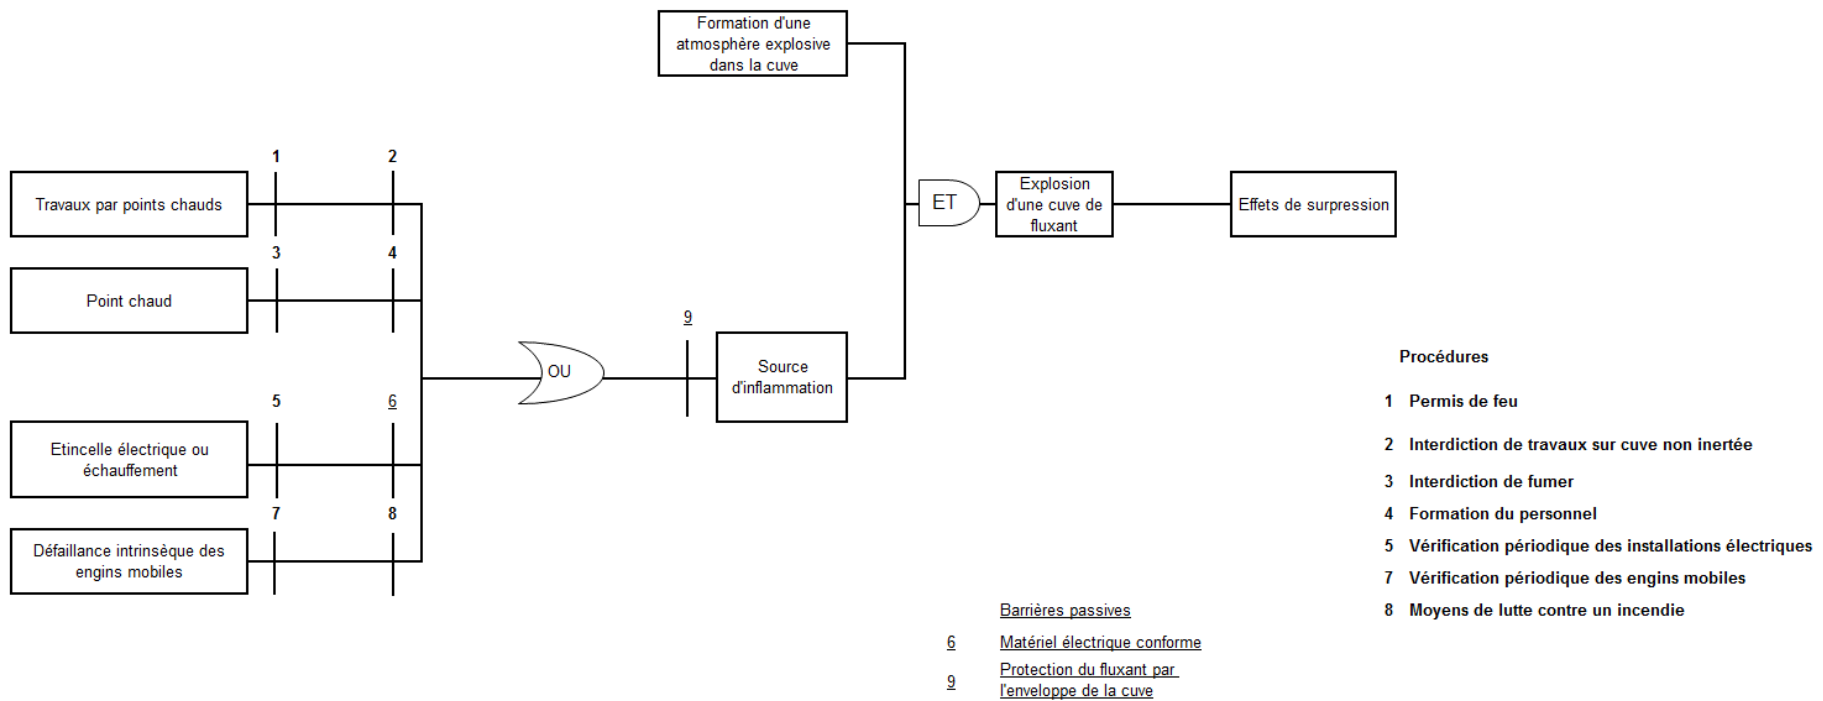 Formation d'une
atmosphère explosive
dans la cuve
1
2
Travaux par points chauds
ET
Explosion
d'une cuve de
fluxant
Effets de surpression
3
4
Point chaud
9
OU
Source
d'inflammation
5
6
Etincelle électrique ou
échauffement
7
8
Défaillance intrinsèque des
engins mobiles
Procédures
1 Permis de feu
2 Interdiction de travaux sur cuve non inertée
3 Interdiction de fumer
4 Formation du personnel
5 Vérification périodique des installations électriques
7 Vérification périodique des engins mobiles
8 Moyens de lutte contre un incendie
Barrières passives
6 Matériel électrique conforme
9 Protection du fluxant par
l'enveloppe de la cuve